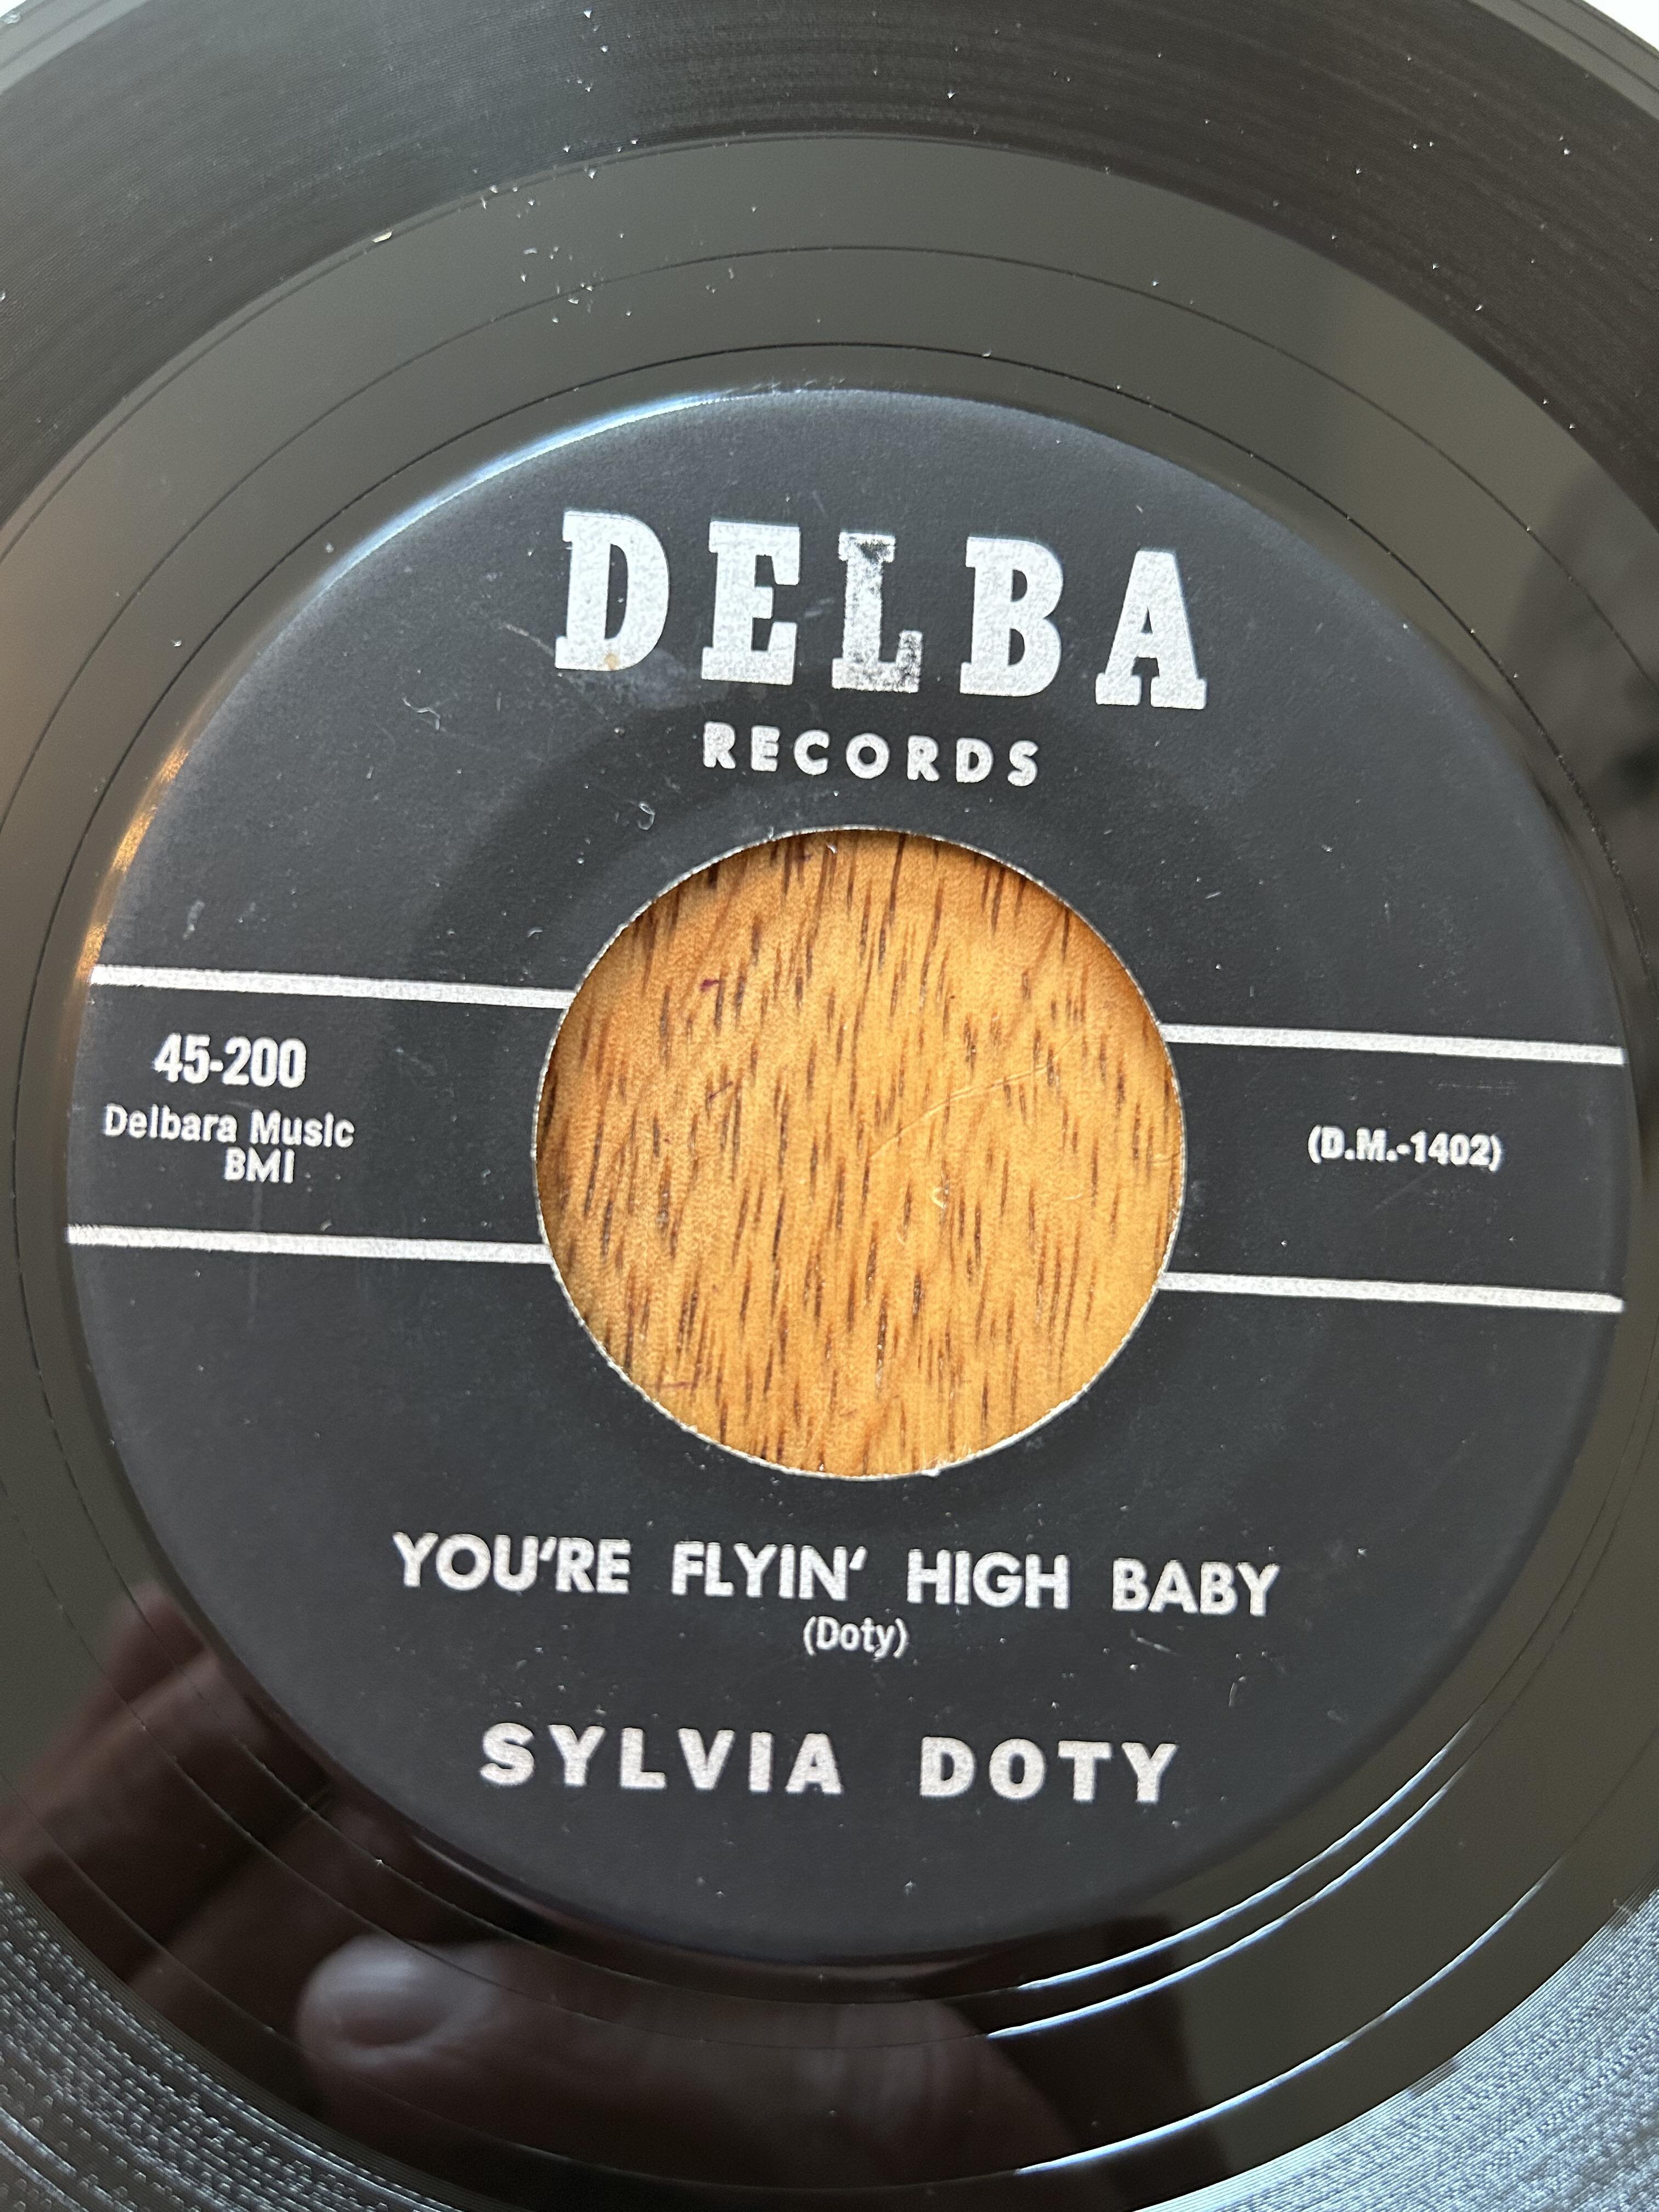 DELBA
RECORDS
45-200
Delbara Music
BMI
(D.M.-1402)
YOU'RE FLYIN' HIGH BABY
(Doty)
SYLVIA DOTY